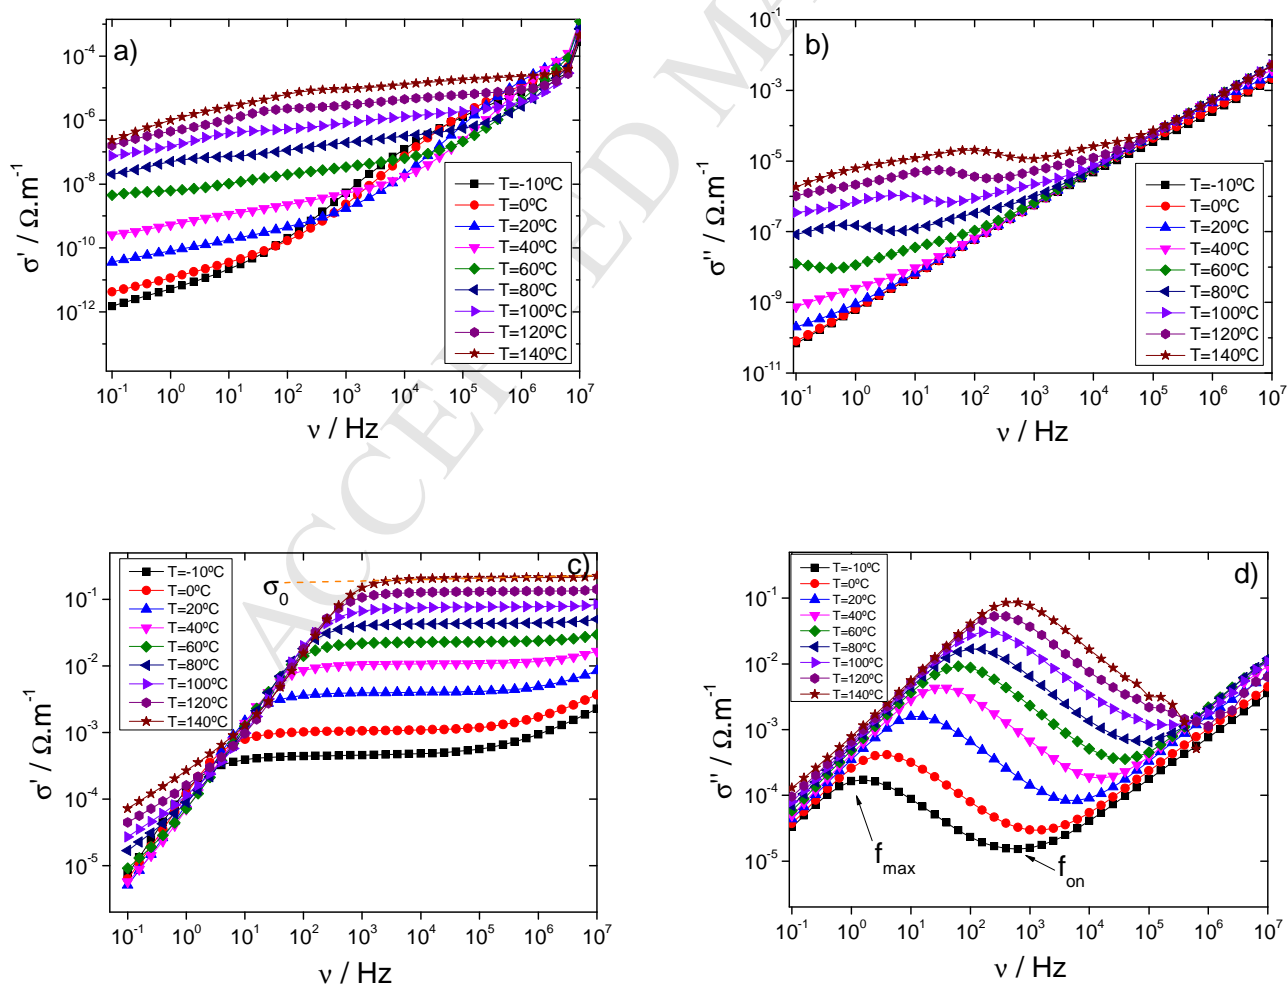 ACCEPTED MA
a)
σ' / Ω.m⁻¹
10⁻⁴
10⁻⁶
10⁻⁸
10⁻¹⁰
10⁻¹²
T=-10ºC
T=0ºC
T=20ºC
T=40ºC
T=60ºC
T=80ºC
T=100ºC
T=120ºC
T=140ºC
10⁻¹ 10⁰ 10¹ 10² 10³ 10⁴ 10⁵ 10⁶ 10⁷
ν / Hz
b)
σ'' / Ω.m⁻¹
10⁻¹
10⁻³
10⁻⁵
10⁻⁷
10⁻⁹
10⁻¹¹
T=-10ºC
T=0ºC
T=20ºC
T=40ºC
T=60ºC
T=80ºC
T=100ºC
T=120ºC
T=140ºC
10⁻¹ 10⁰ 10¹ 10² 10³ 10⁴ 10⁵ 10⁶ 10⁷
ν / Hz
c)
σ' / Ω.m⁻¹
10⁻¹
10⁻²
10⁻³
10⁻⁴
10⁻⁵
T=-10ºC
T=0ºC
T=20ºC
T=40ºC
T=60ºC
T=80ºC
T=100ºC
T=120ºC
T=140ºC
σ₀
10⁻¹ 10⁰ 10¹ 10² 10³ 10⁴ 10⁵ 10⁶ 10⁷
ν / Hz
d)
σ'' / Ω.m⁻¹
10⁻¹
10⁻²
10⁻³
10⁻⁴
10⁻⁵
T=-10ºC
T=0ºC
T=20ºC
T=40ºC
T=60ºC
T=80ºC
T=100ºC
T=120ºC
T=140ºC
f_max
f_on
10⁻¹ 10⁰ 10¹ 10² 10³ 10⁴ 10⁵ 10⁶ 10⁷
ν / Hz